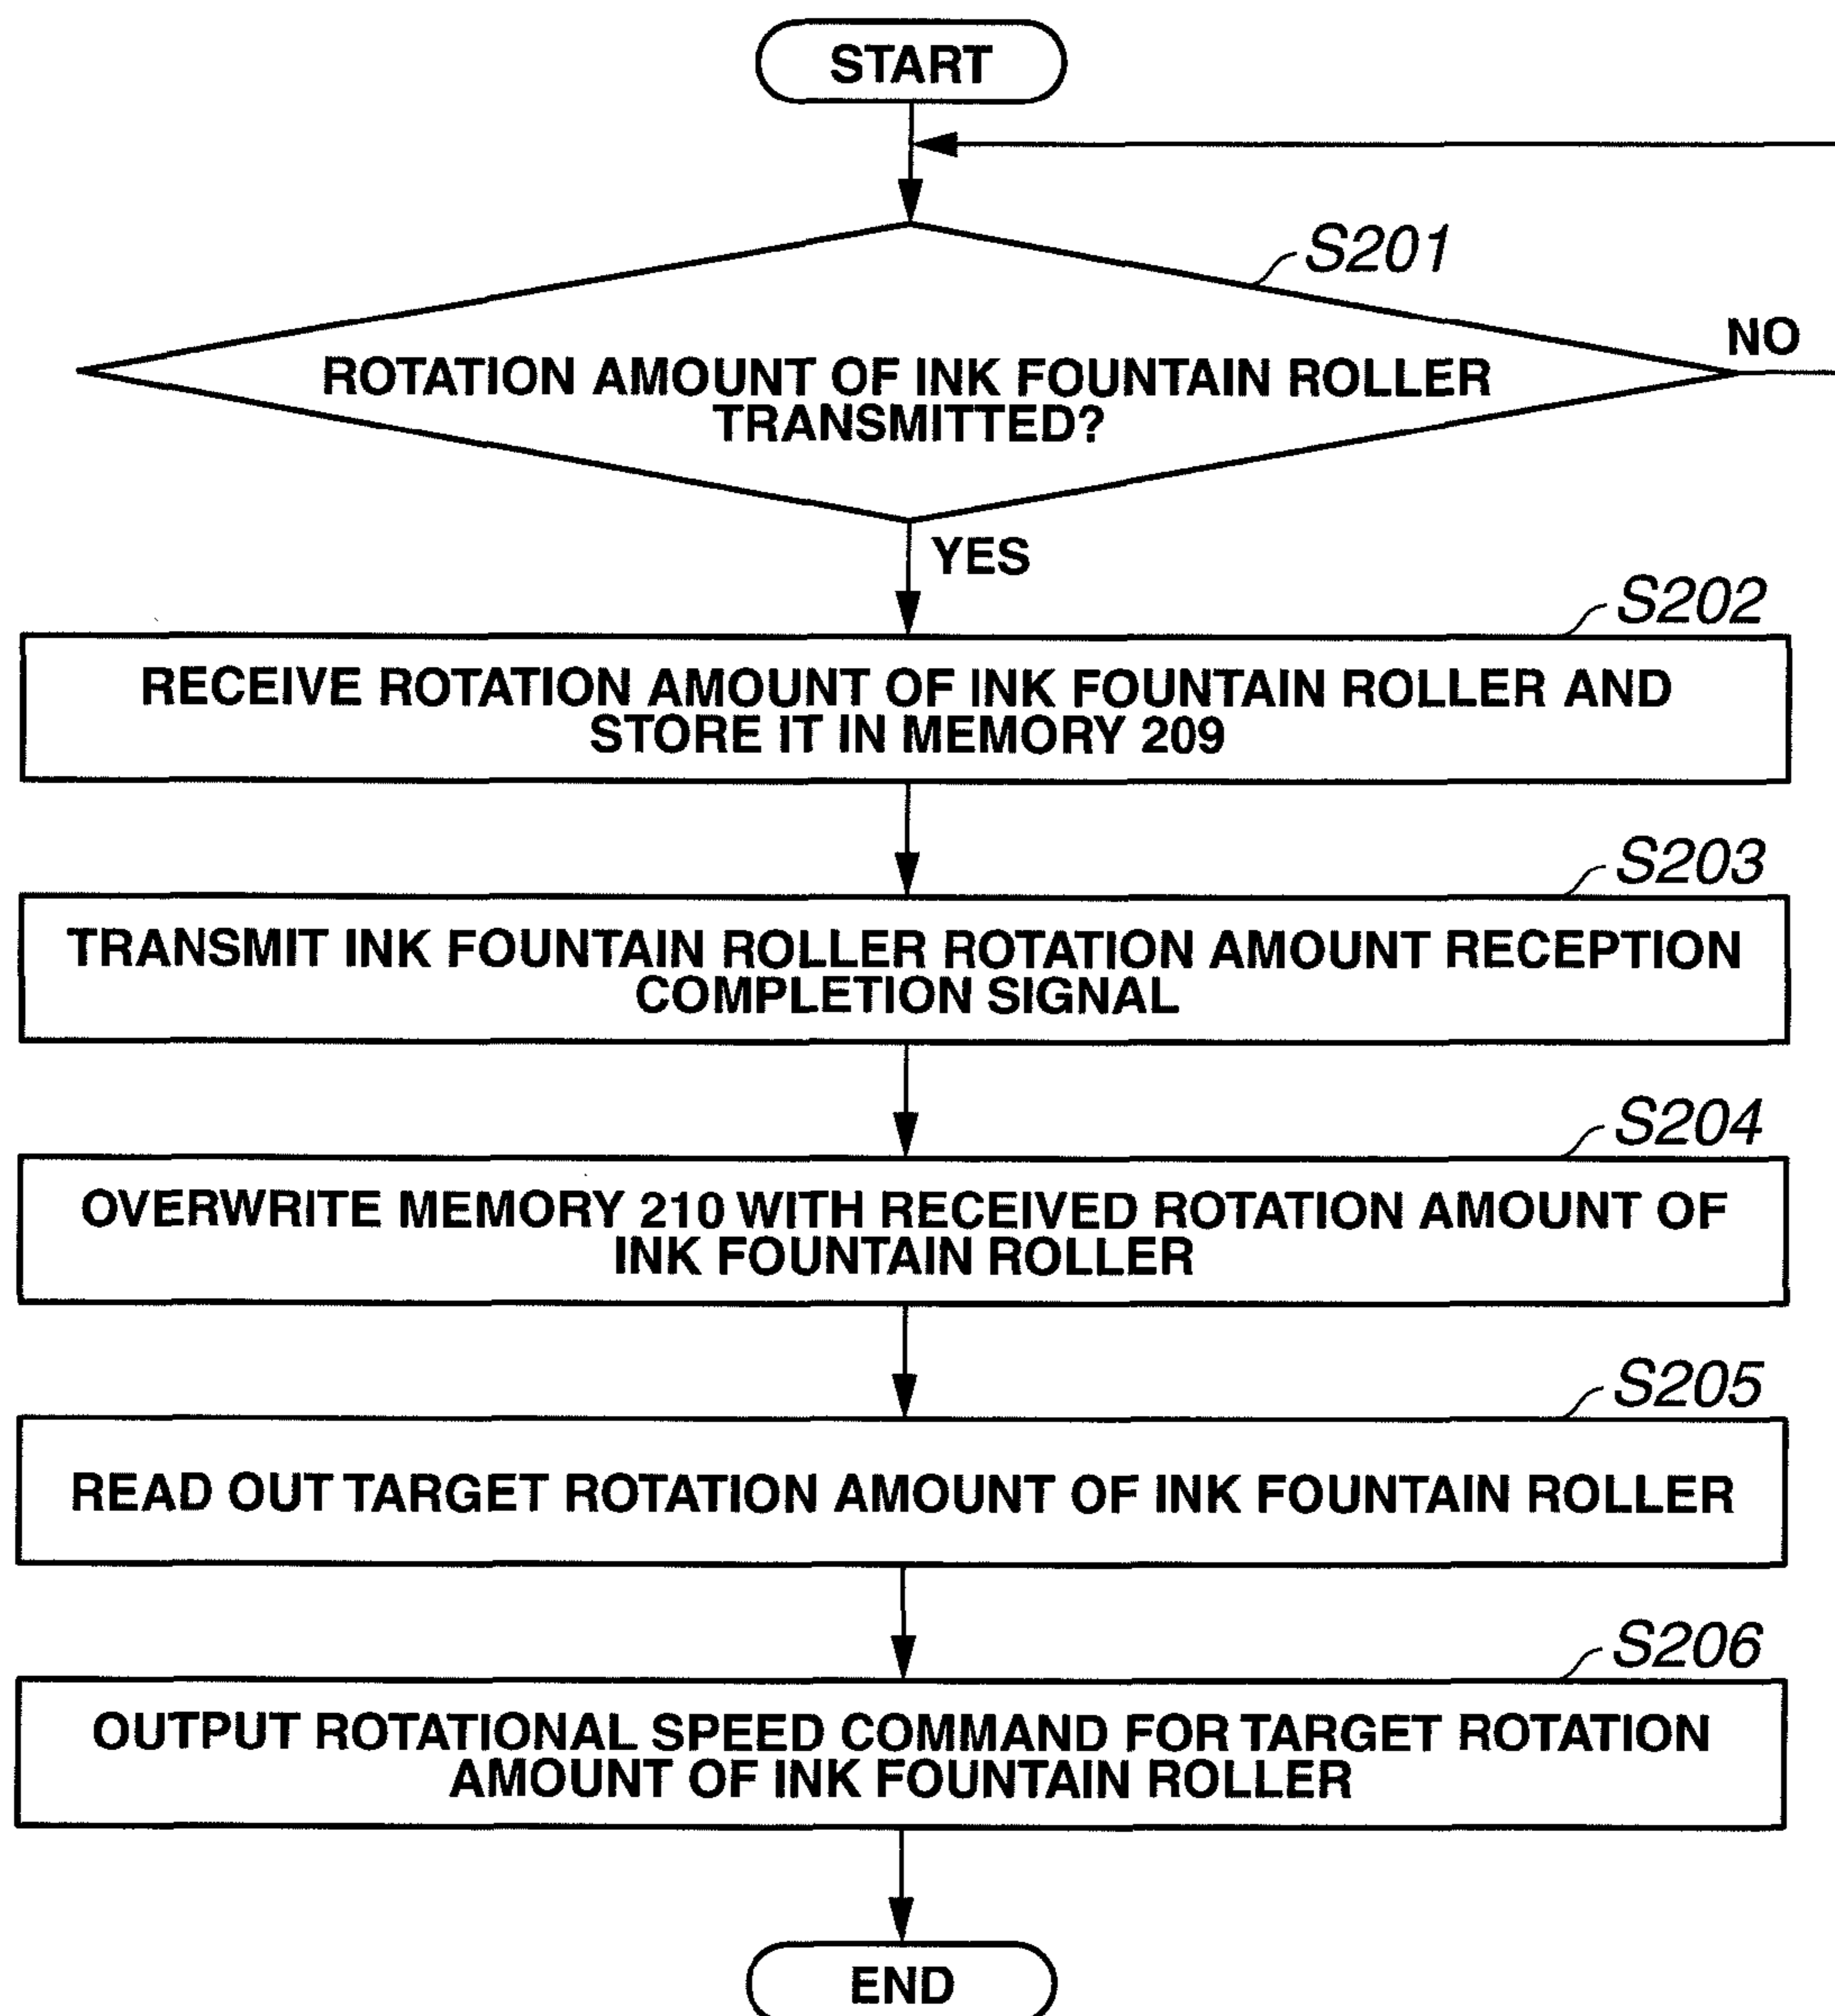 START
S201
NO
ROTATION AMOUNT OF INK FOUNTAIN ROLLER
TRANSMITTED?
YES
S202
RECEIVE ROTATION AMOUNT OF INK FOUNTAIN ROLLER AND
STORE IT IN MEMORY 209
S203
TRANSMIT INK FOUNTAIN ROLLER ROTATION AMOUNT RECEPTION
COMPLETION SIGNAL
S204
OVERWRITE MEMORY 210 WITH RECEIVED ROTATION AMOUNT OF
INK FOUNTAIN ROLLER
S205
READ OUT TARGET ROTATION AMOUNT OF INK FOUNTAIN ROLLER
S206
OUTPUT ROTATIONAL SPEED COMMAND FOR TARGET ROTATION
AMOUNT OF INK FOUNTAIN ROLLER
END